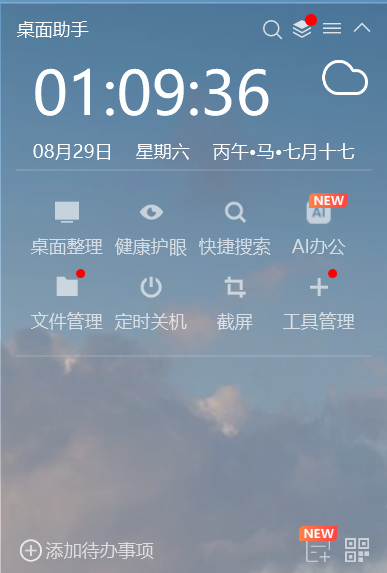 桌面助手
01:09:36
08月29日 星期六 丙午•马•七月十七
NEW
AI
桌面整理 健康护眼 快捷搜索 AI办公
文件管理 定时关机 截屏 工具管理
NEW
添加待办事项